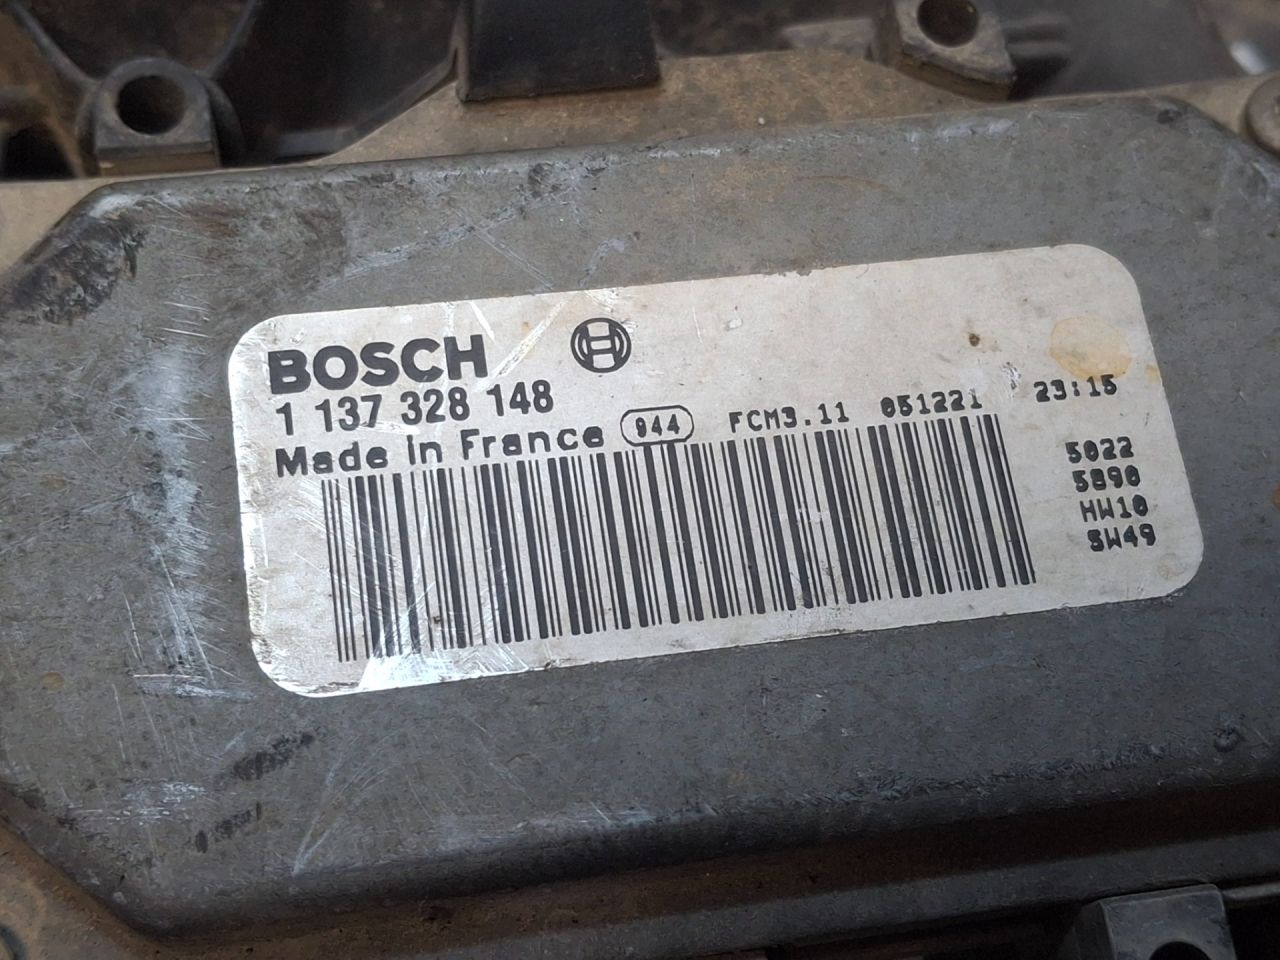 BOSCH
1 137 328 148
Made in France 944 FCM3.11 051221 23:15
5022
5890
HW10
SW49